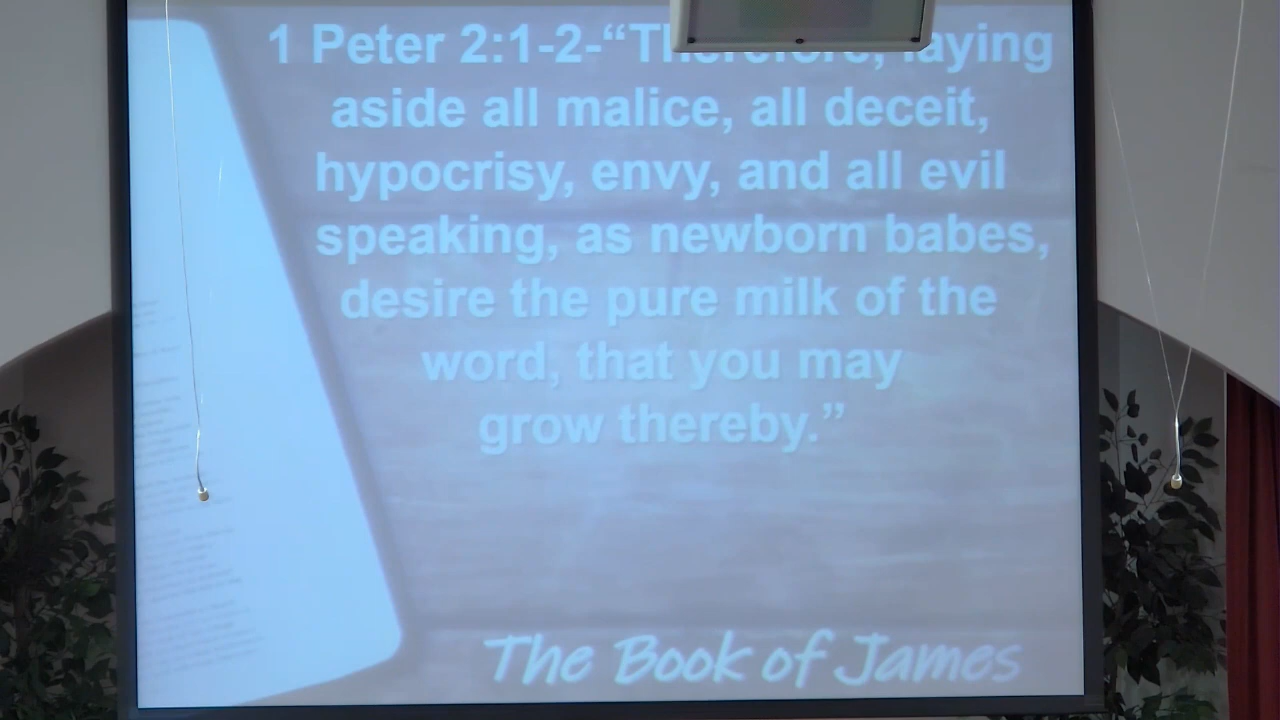 1 Peter 2:1-2-“Therefore, laying
aside all malice, all deceit,
hypocrisy, envy, and all evil
speaking, as newborn babes,
desire the pure milk of the
word, that you may
grow thereby.”
The Book of James